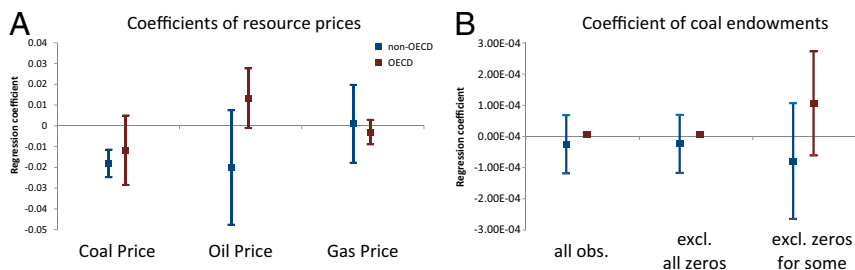 A
Coefficients of resource prices
non-OECD
OECD
Regression coefficient
0.04
0.03
0.02
0.01
0
-0.01
-0.02
-0.03
-0.04
-0.05
Coal Price
Oil Price
Gas Price
B
Coefficient of coal endowments
Regression coefficient
3.00E-04
2.00E-04
1.00E-04
0.00E-04
-1.00E-04
-2.00E-04
-3.00E-04
all obs.
excl.
all zeros
excl. zeros
for some